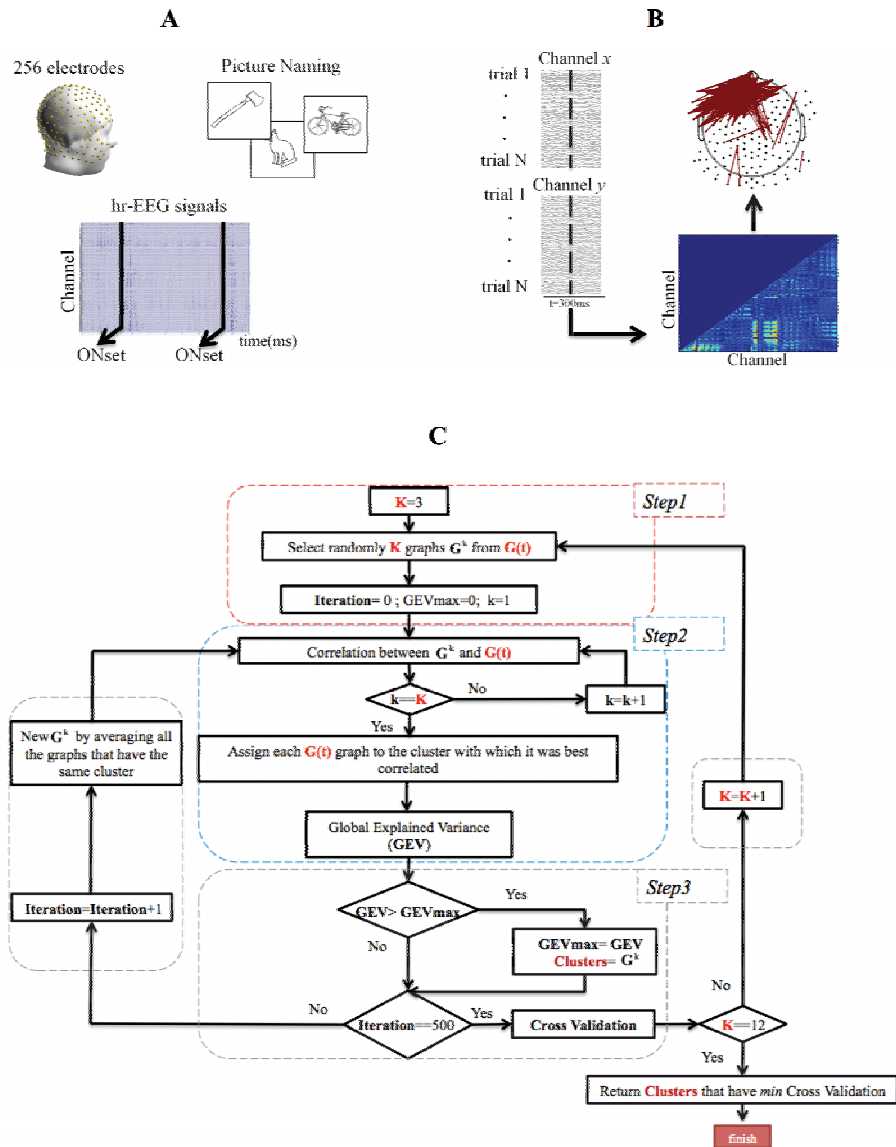 A
256 electrodes
Picture Naming
hr-EEG signals
Channel
time(ms)
ONset
ONset
B
Channel x
trial 1
trial N
Channel y
trial 1
trial N
t=300ms
Channel
Channel
C
Step1
K=3
Select randomly K graphs G^k from G(t)
Iteration= 0 ; GEVmax=0; k=1
Step2
Correlation between G^k and G(t)
k==K
No
k=k+1
Yes
New G^k by averaging all
the graphs that have the
same cluster
Assign each G(t) graph to the cluster with which it was best
correlated
K=K+1
Global Explained Variance
(GEV)
Step3
GEV> GEVmax
Yes
Iteration=Iteration+1
No
GEVmax= GEV
Clusters= G^k
No
No
Iteration==500
Yes
Cross Validation
K==12
Yes
Return Clusters that have min Cross Validation
finish